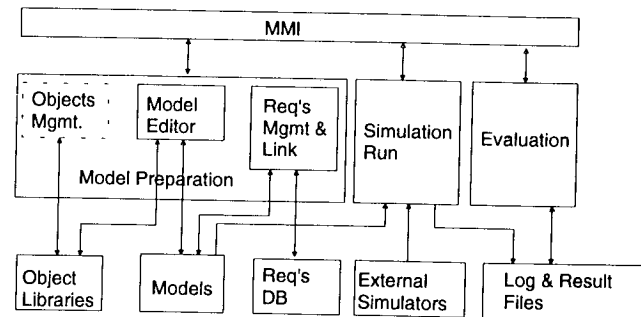 MMI
Objects
Mgmt.
Model
Editor
Req's
Mgmt &
Link
Simulation
Run
Evaluation
Model Preparation
Object
Libraries
Models
Req's
DB
External
Simulators
Log & Result
Files